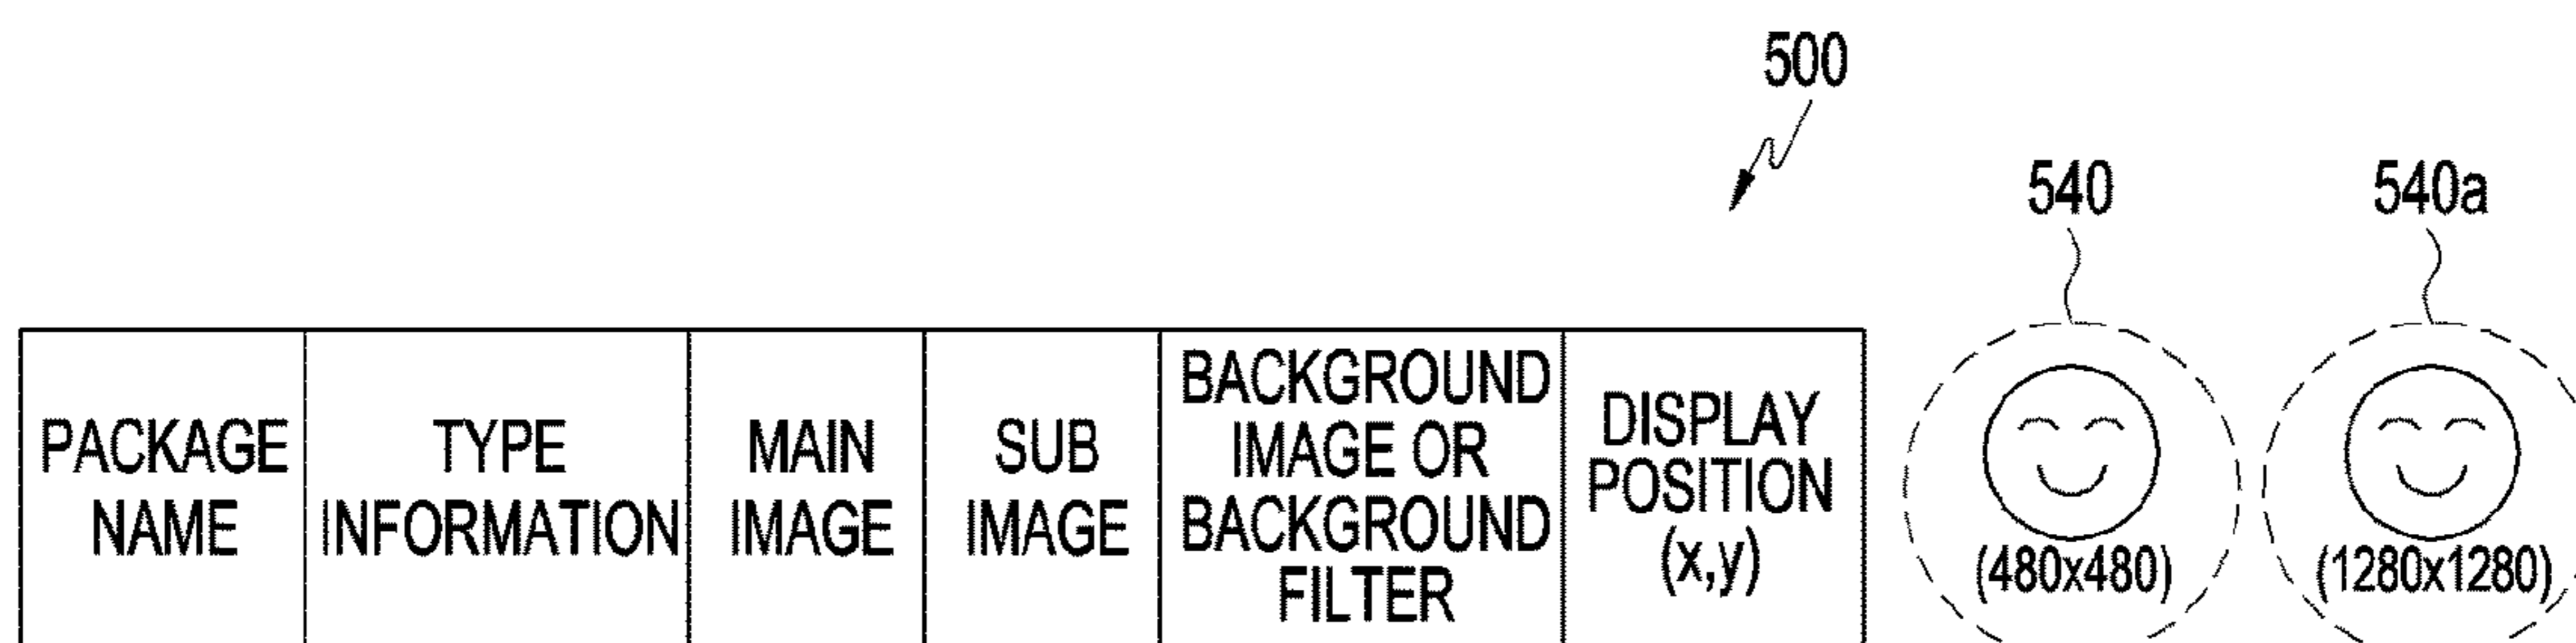 500
540
540a
PACKAGE
NAME
TYPE
INFORMATION
MAIN
IMAGE
SUB
IMAGE
BACKGROUND
IMAGE OR
BACKGROUND
FILTER
DISPLAY
POSITION
(x,y)
(480x480)
(1280x1280)